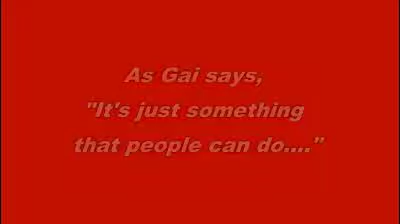 As Gai says,
"It's just something
that people can do...."